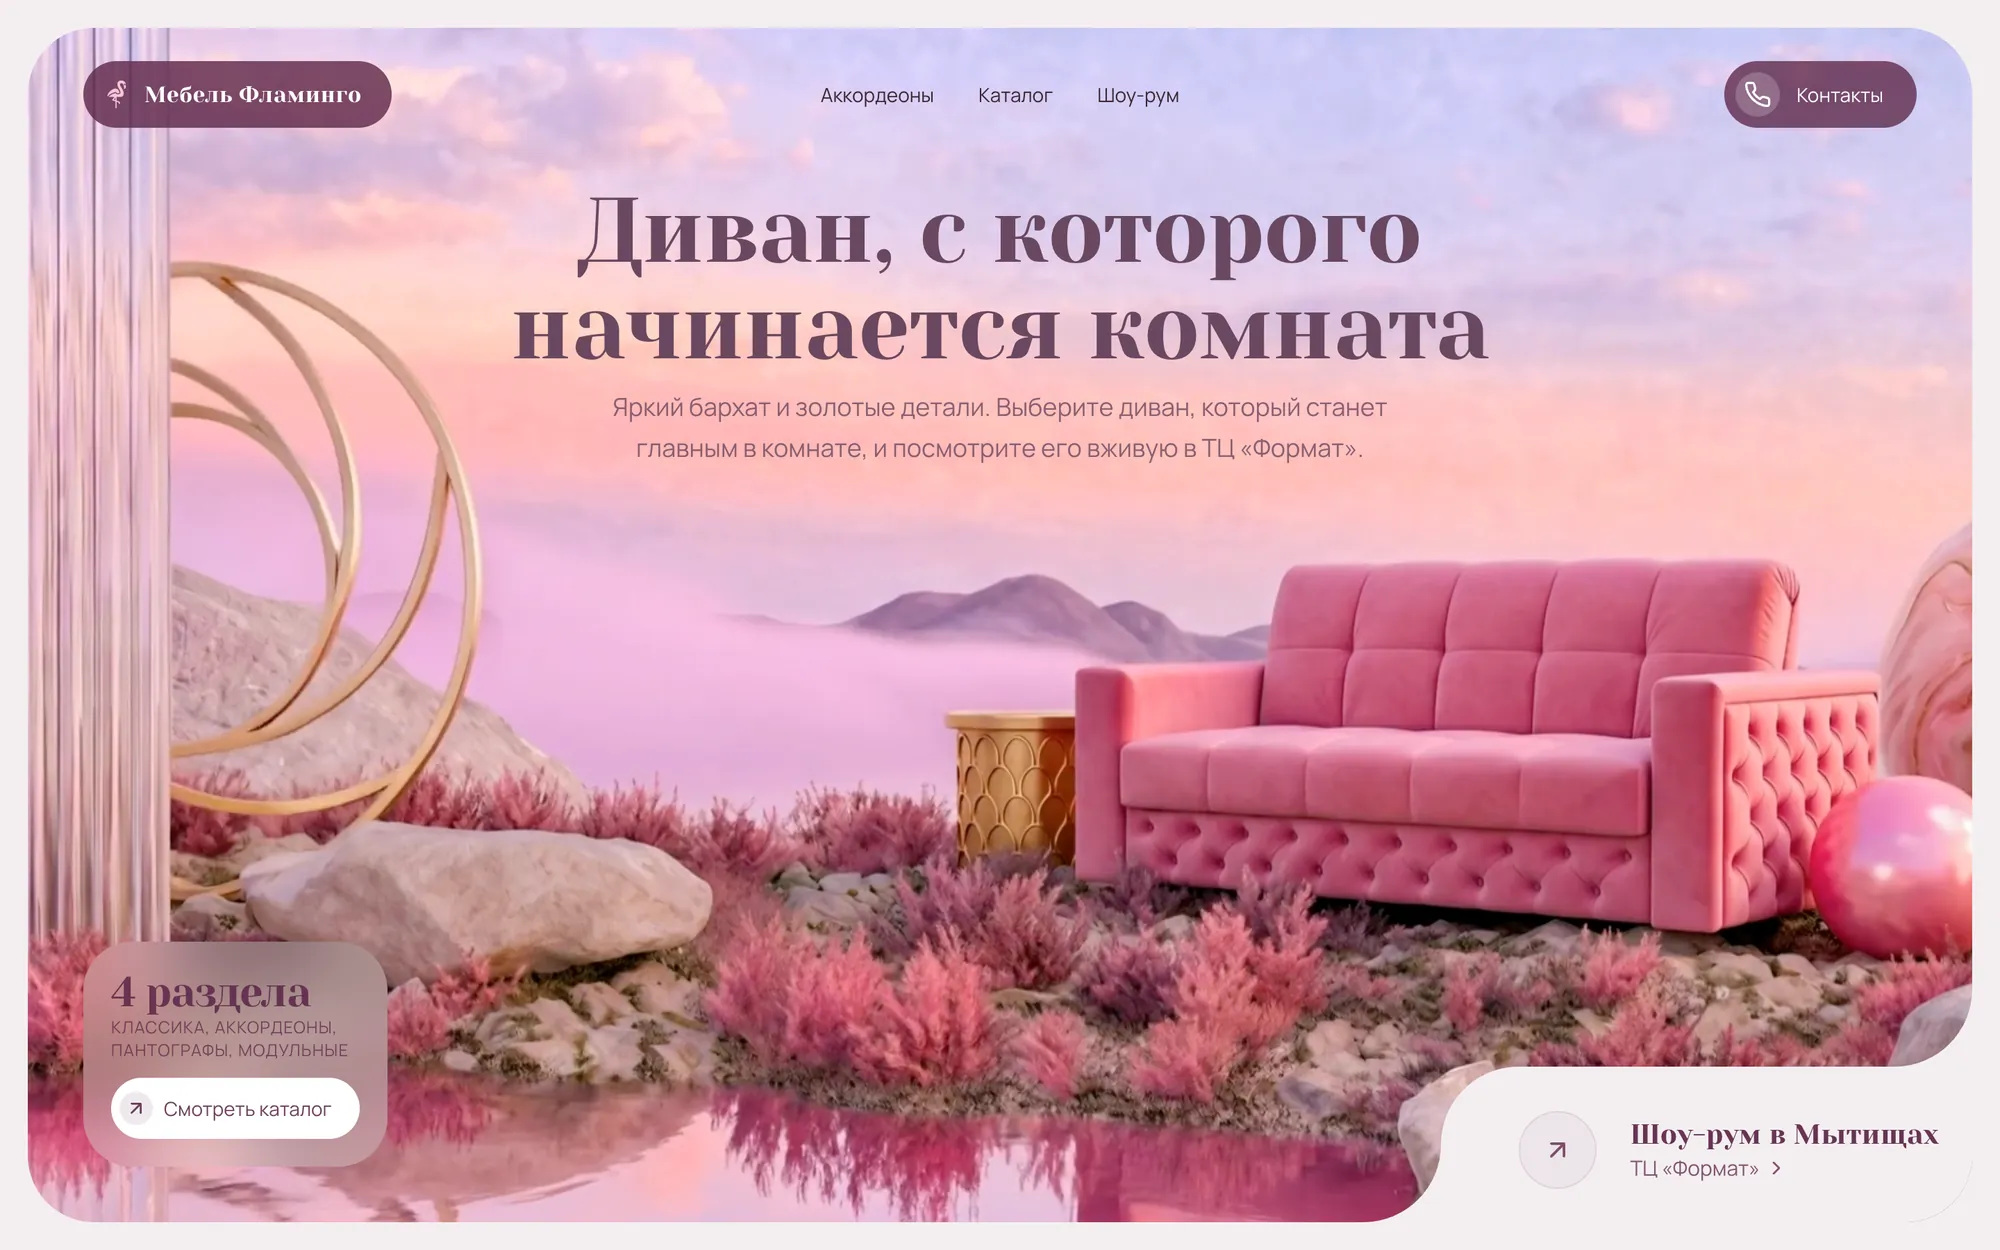 Мебель Фламинго
Аккордеоны
Каталог
Шоу-рум
Контакты
Диван, с которого
начинается комната
Яркий бархат и золотые детали. Выберите диван, который станет
главным в комнате, и посмотрите его вживую в ТЦ «Формат».
4 раздела
КЛАССИКА, АККОРДЕОНЫ,
ПАНТОГРАФЫ, МОДУЛЬНЫЕ
Смотреть каталог
Шоу-рум в Мытищах
ТЦ «Формат»